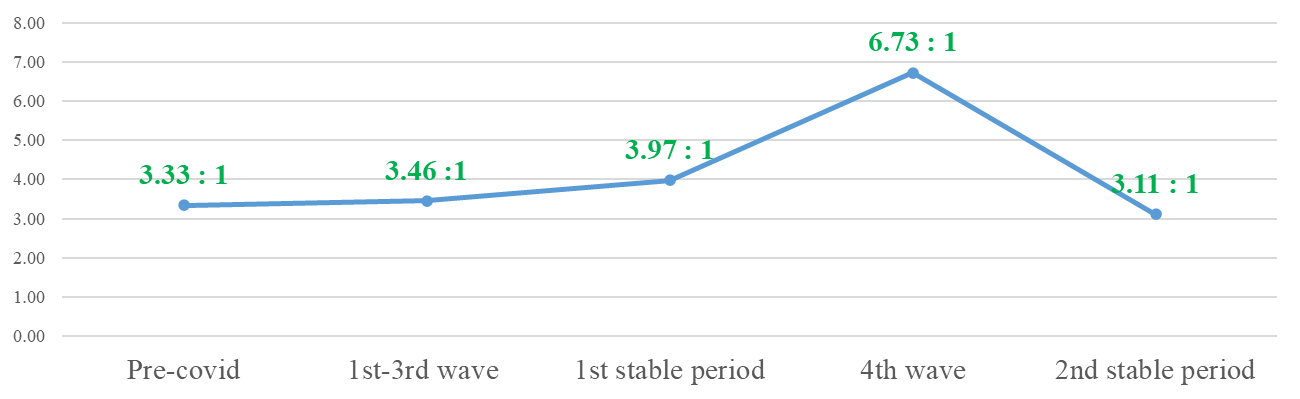 8.00
7.00
6.00
5.00
4.00
3.00
2.00
1.00
0.00
3.33 : 1
3.46 :1
3.97 : 1
6.73 : 1
3.11 : 1
Pre-covid
1st-3rd wave
1st stable period
4th wave
2nd stable period